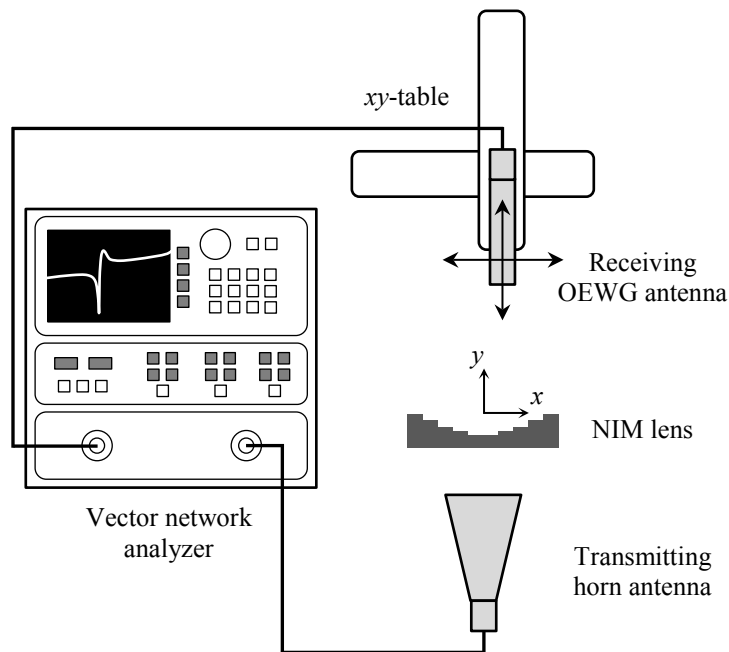 xy-table
Receiving
OEWG antenna
y
x
NIM lens
Vector network
analyzer
Transmitting
horn antenna